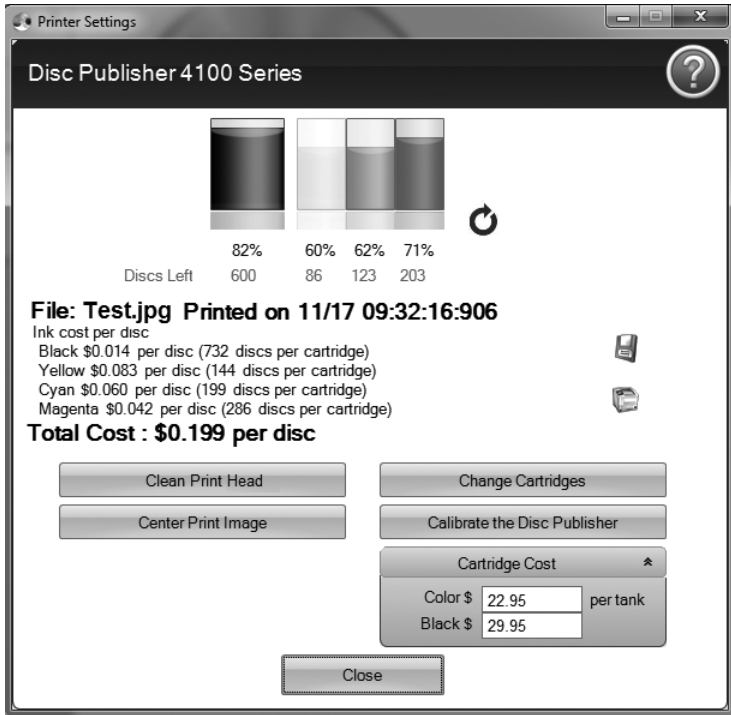 Printer Settings
Disc Publisher 4100 Series
?
82% 60% 62% 71%
Discs Left 600 86 123 203
File: Test.jpg Printed on 11/17 09:32:16:906
Ink cost per disc
Black $0.014 per disc (732 discs per cartridge)
Yellow $0.083 per disc (144 discs per cartridge)
Cyan $0.060 per disc (199 discs per cartridge)
Magenta $0.042 per disc (286 discs per cartridge)
Total Cost : $0.199 per disc
Clean Print Head Change Cartridges
Center Print Image Calibrate the Disc Publisher
Cartridge Cost
Color $ 22.95 per tank
Black $ 29.95
Close